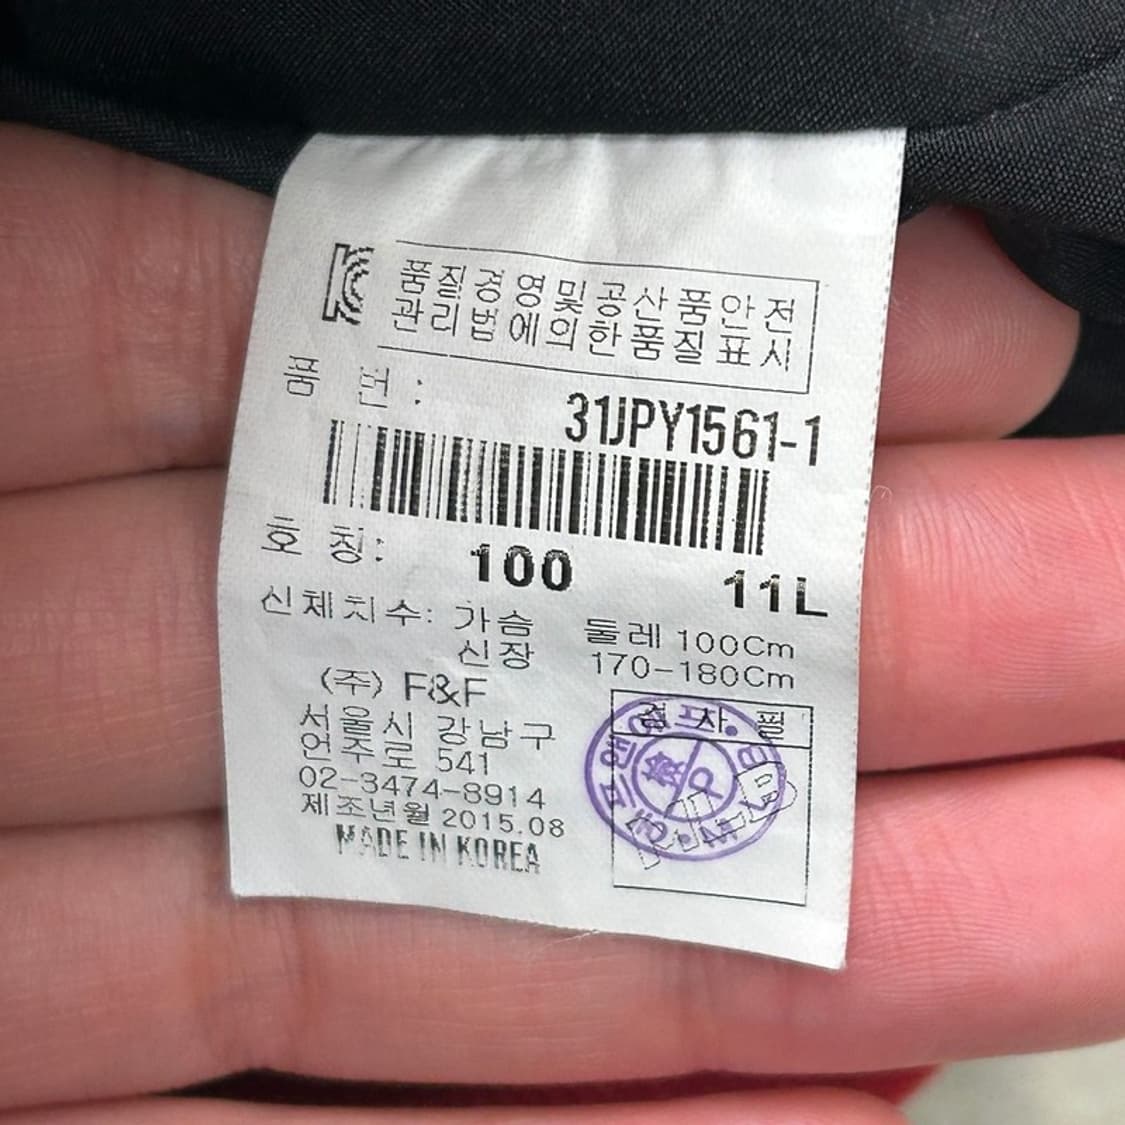 품질경영및공산품안전
관리법에의한품질표시
품 번 :
31JPY1561-1
호 칭: 100 11L
신체치수: 가슴 둘레 100Cm
신장 170-180Cm
(주) F&F
서울시 강남구
언주로 541
02-3474-8914
제조년월 2015.08
MADE IN KOREA
검 사 필
MLB